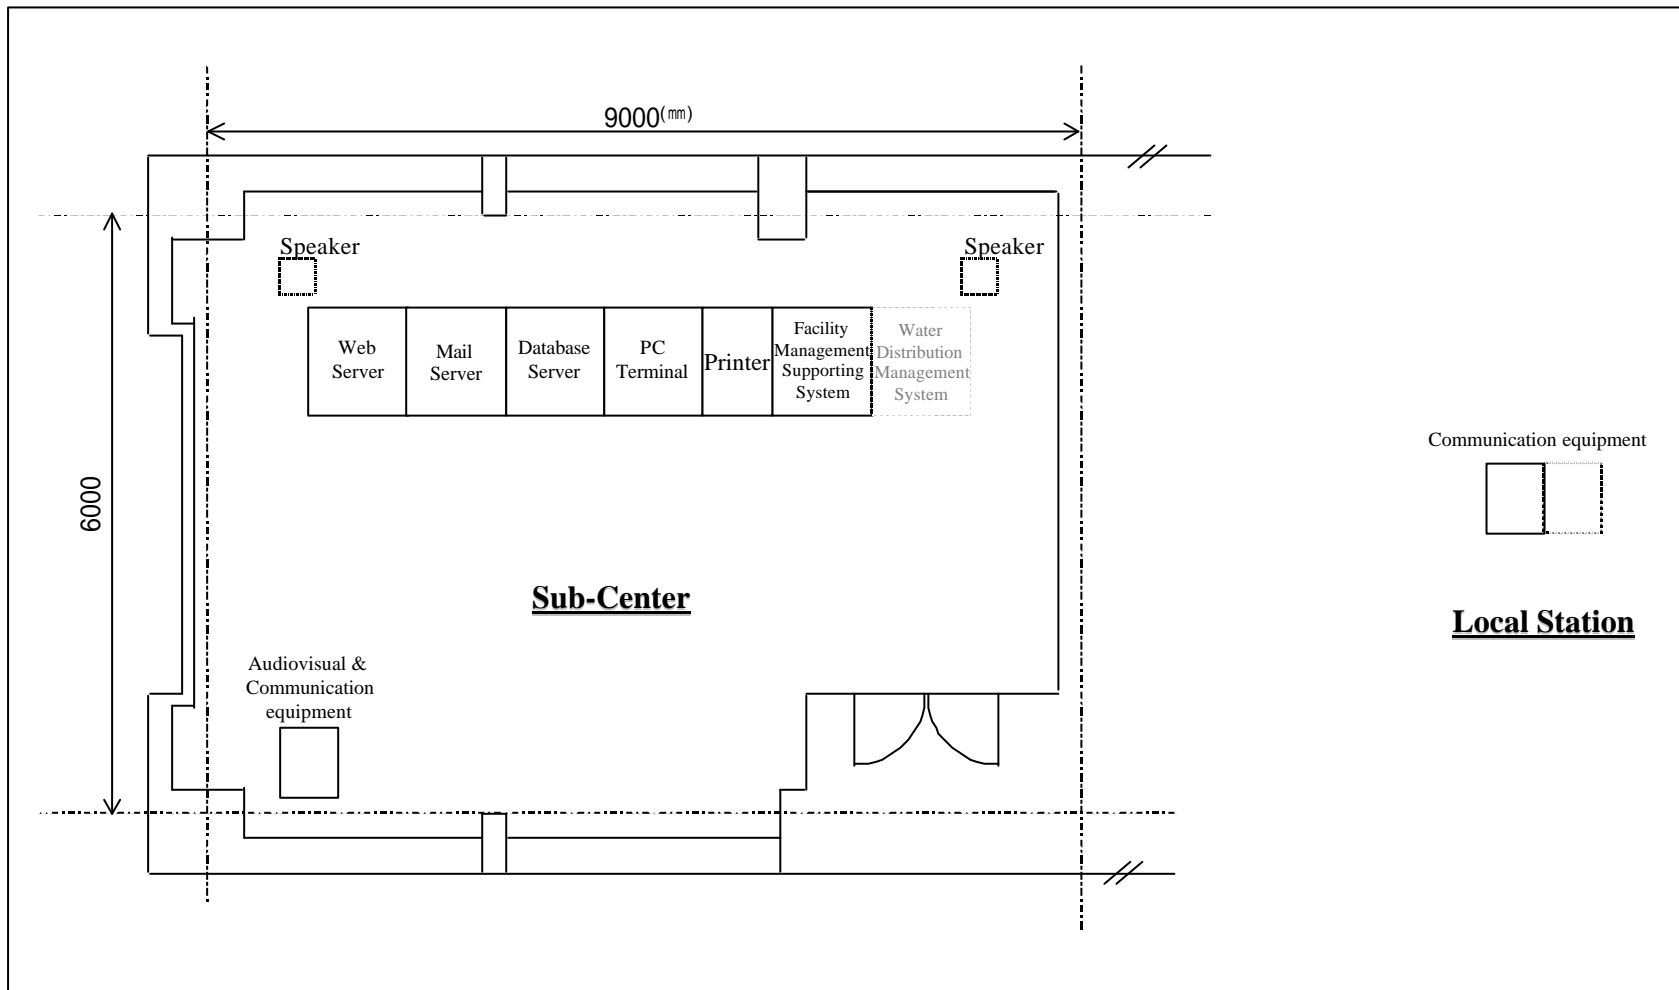 9000(mm)
Speaker
Speaker
Web
Server
Mail
Server
Database
Server
PC
Terminal
Printer
Facility
Management
Supporting
System
Water
Distribution
Management
System
6000
Communication equipment
Sub-Center
Local Station
Audiovisual &
Communication
equipment